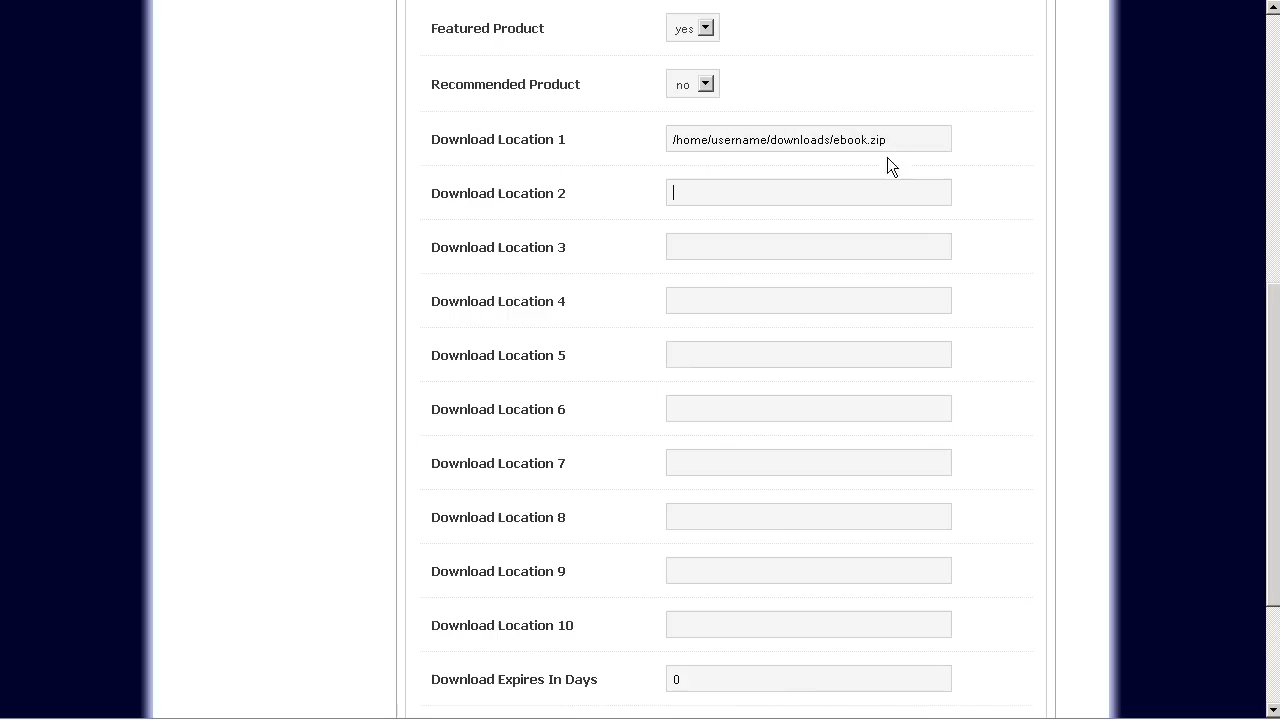 Featured Product yes
Recommended Product no
Download Location 1 /home/username/downloads/ebook.zip
Download Location 2
Download Location 3
Download Location 4
Download Location 5
Download Location 6
Download Location 7
Download Location 8
Download Location 9
Download Location 10
Download Expires In Days 0